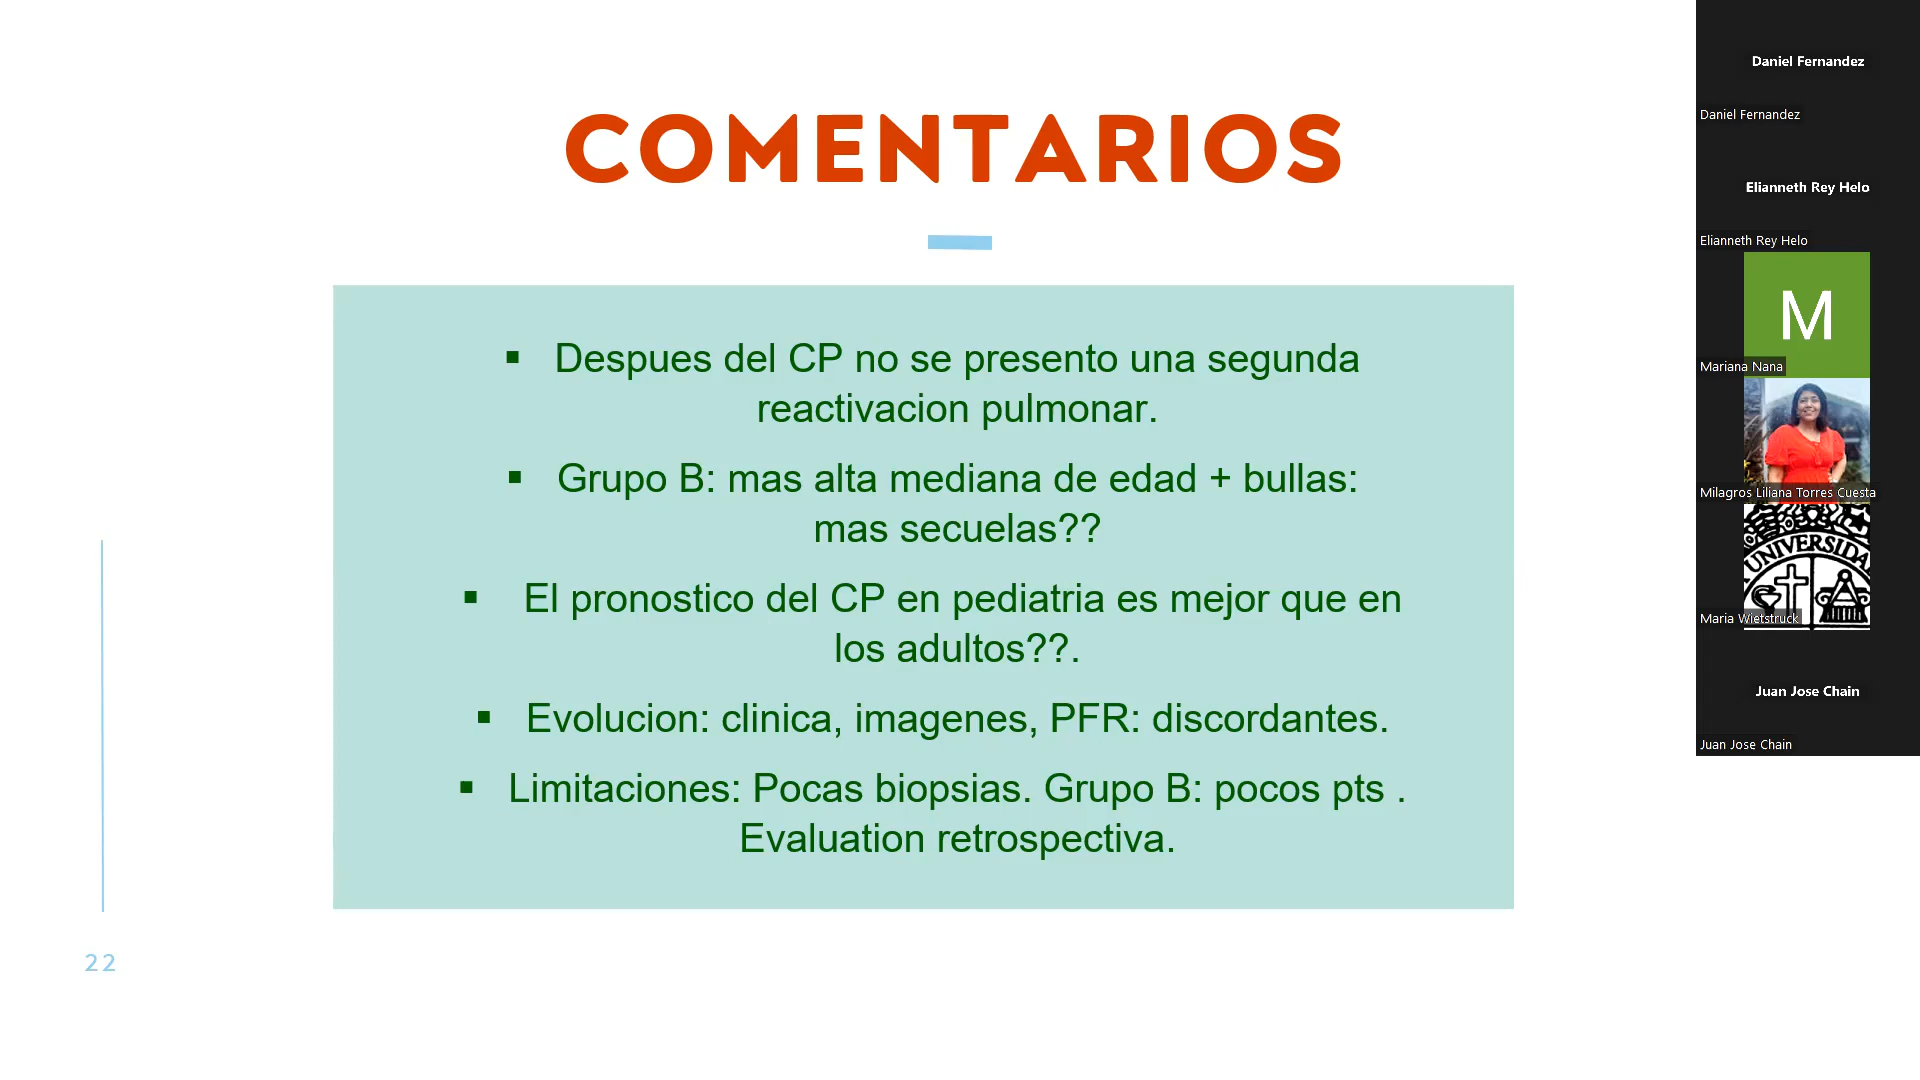 COMENTARIOS
▪ Despues del CP no se presento una segunda
reactivacion pulmonar.
▪ Grupo B: mas alta mediana de edad + bullas:
mas secuelas??
▪ El pronostico del CP en pediatria es mejor que en
los adultos??.
▪ Evolucion: clinica, imagenes, PFR: discordantes.
▪ Limitaciones: Pocas biopsias. Grupo B: pocos pts .
Evaluation retrospectiva.
22
Daniel Fernandez
Daniel Fernandez
Elianneth Rey Helo
Elianneth Rey Helo
M
Mariana Nana
Milagros Liliana Torres Cuesta
UNIVERSIDA
Maria Wietstruck
Juan Jose Chain
Juan Jose Chain